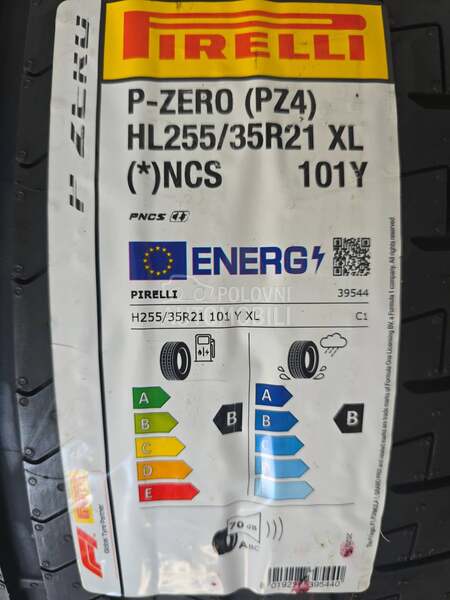 PIRELLI
P-ZERO (PZ4)
HL255/35R21 XL
(*)NCS 101Y
PNCS
ENERG
PIRELLI 39544
H255/35R21 101 Y XL C1
POLOVNI
A
B
C
D
E
B
A
B
C
B
70 dB
ABC